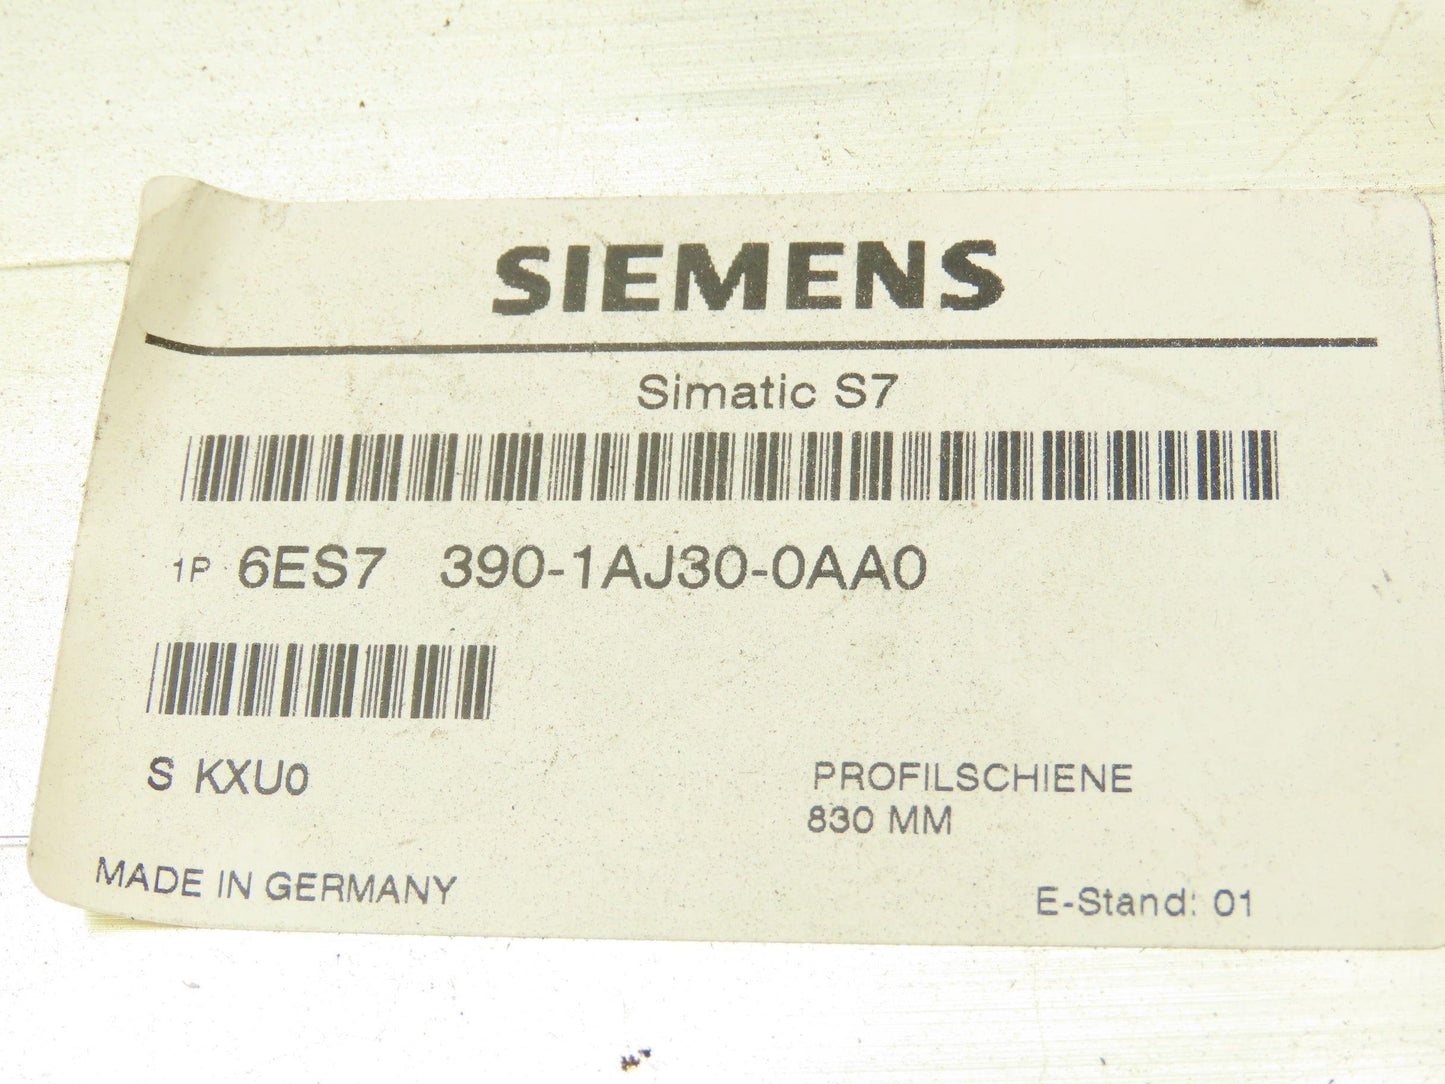 SIEMENS
Simatic S7
1P 6ES7 390-1AJ30-0AA0
S KXU0
PROFILSCHIENE
830 MM
MADE IN GERMANY
E-Stand: 01